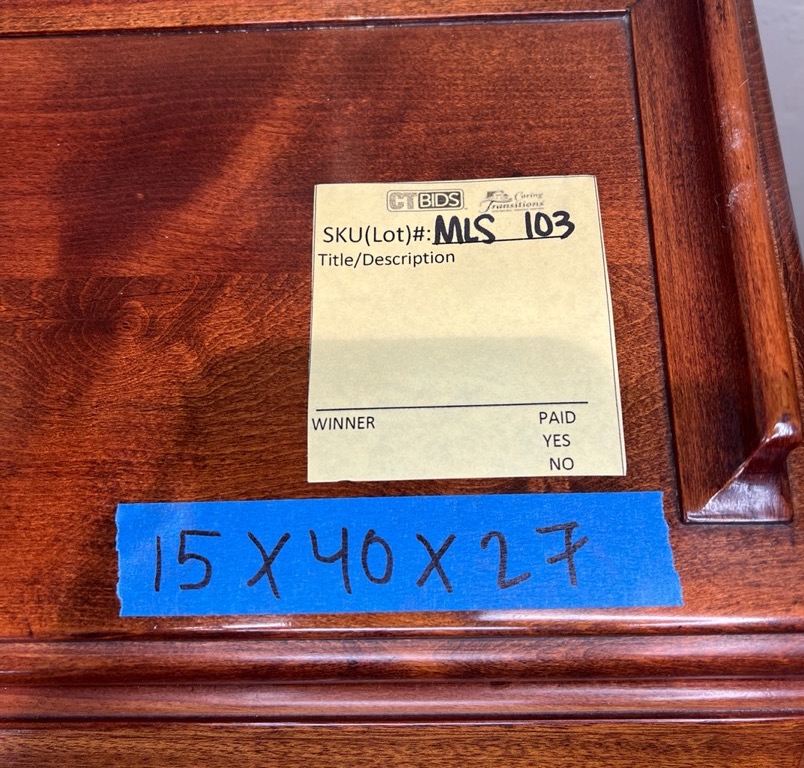 CTBIDS Caring Transitions
SKU(Lot)#: MLS 103
Title/Description
WINNER PAID
YES
NO
15 X 40 X 27